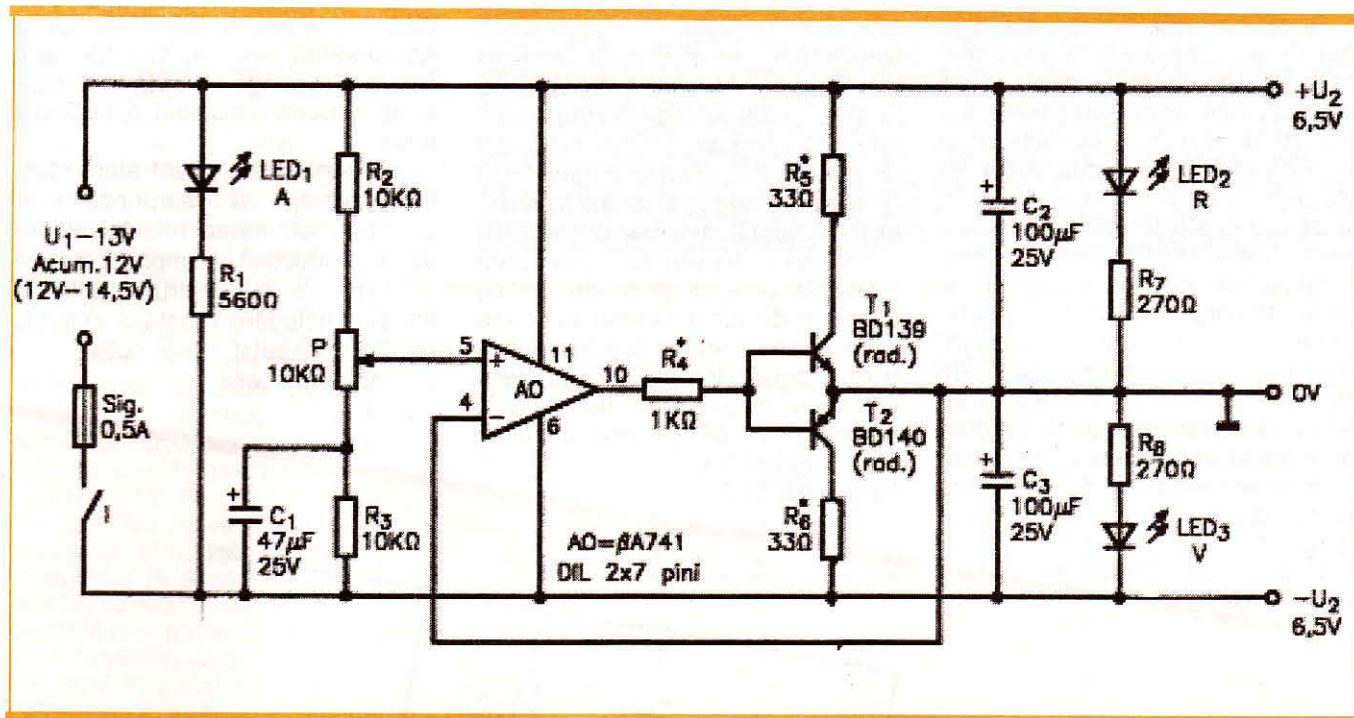 +U2
6,5V
LED1
A
R2
10KΩ
R5*
33Ω
C2
100µF
25V
LED2
R
U1-13V
Acum.12V
(12V-14,5V)
R1
560Ω
R7
270Ω
T1
BD139
(rad.)
P
10KΩ
5
+
11
4
-
AO
6
10
R4*
1KΩ
0V
Sig.
0,5A
T2
BD140
(rad.)
R8
270Ω
I
+
C1
47µF
25V
R3
10KΩ
AO=βA741
DIL 2x7 pini
R6*
33Ω
+
C3
100µF
25V
LED3
V
+
-U2
6,5V